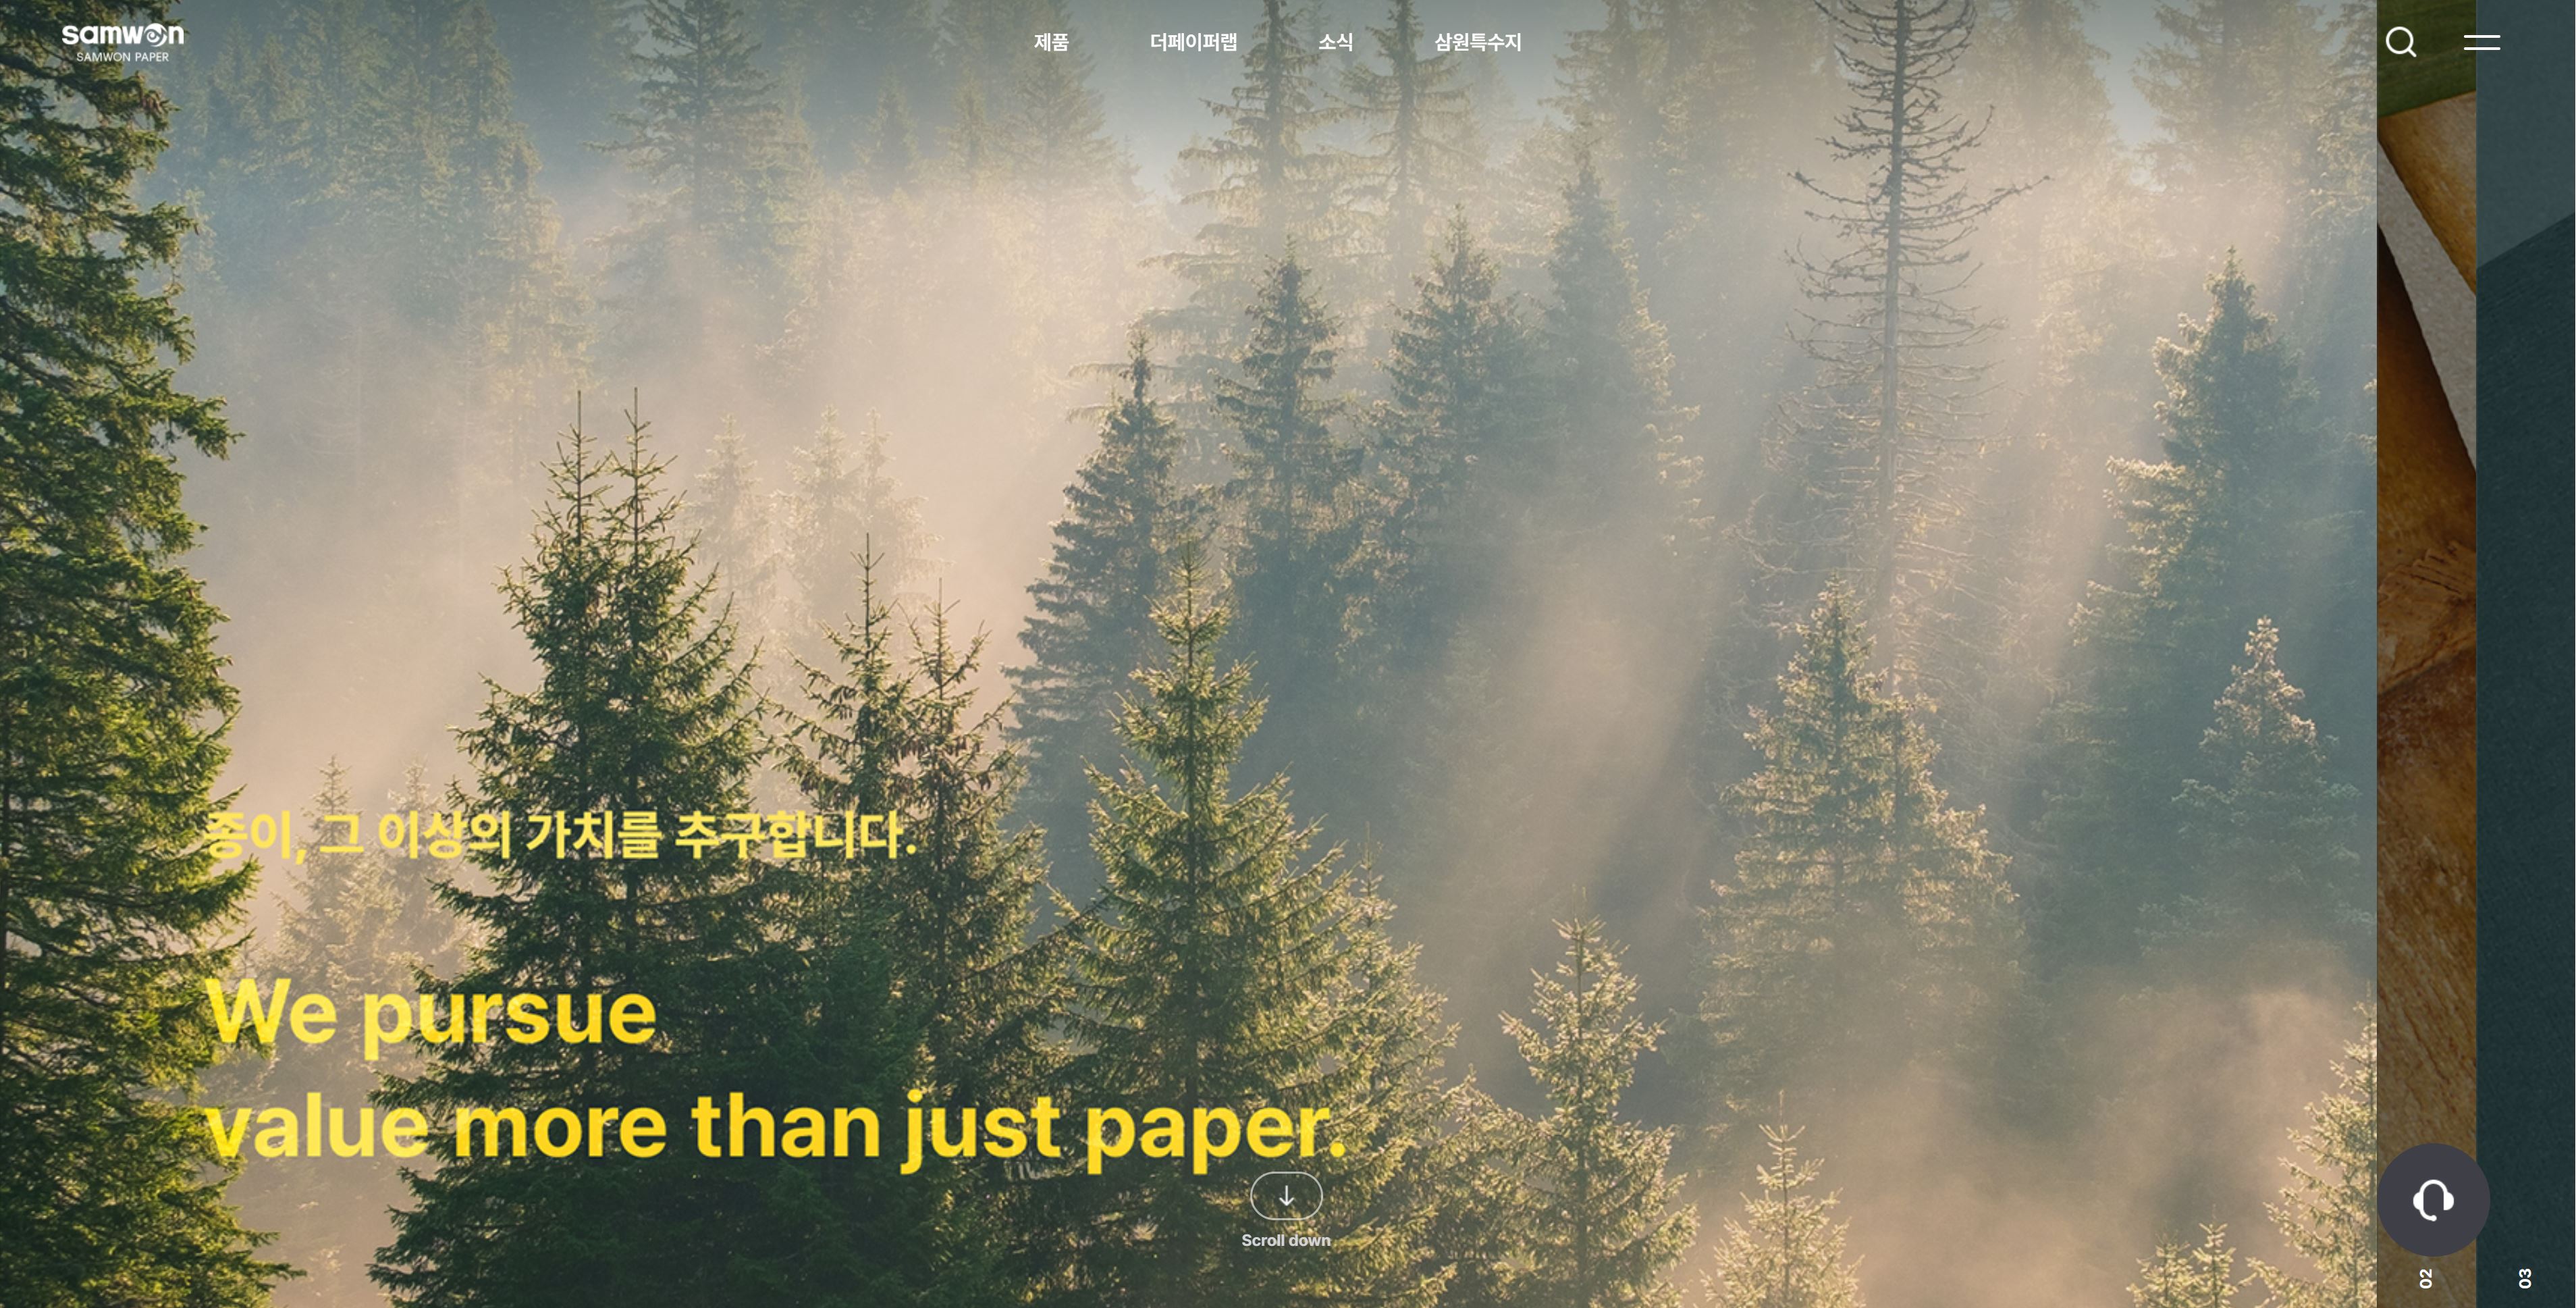 samwon
SAMWON PAPER
제품
더페이퍼랩
소식
삼원특수지
종이, 그 이상의 가치를 추구합니다.
We pursue
value more than just paper.
Scroll down
02
03